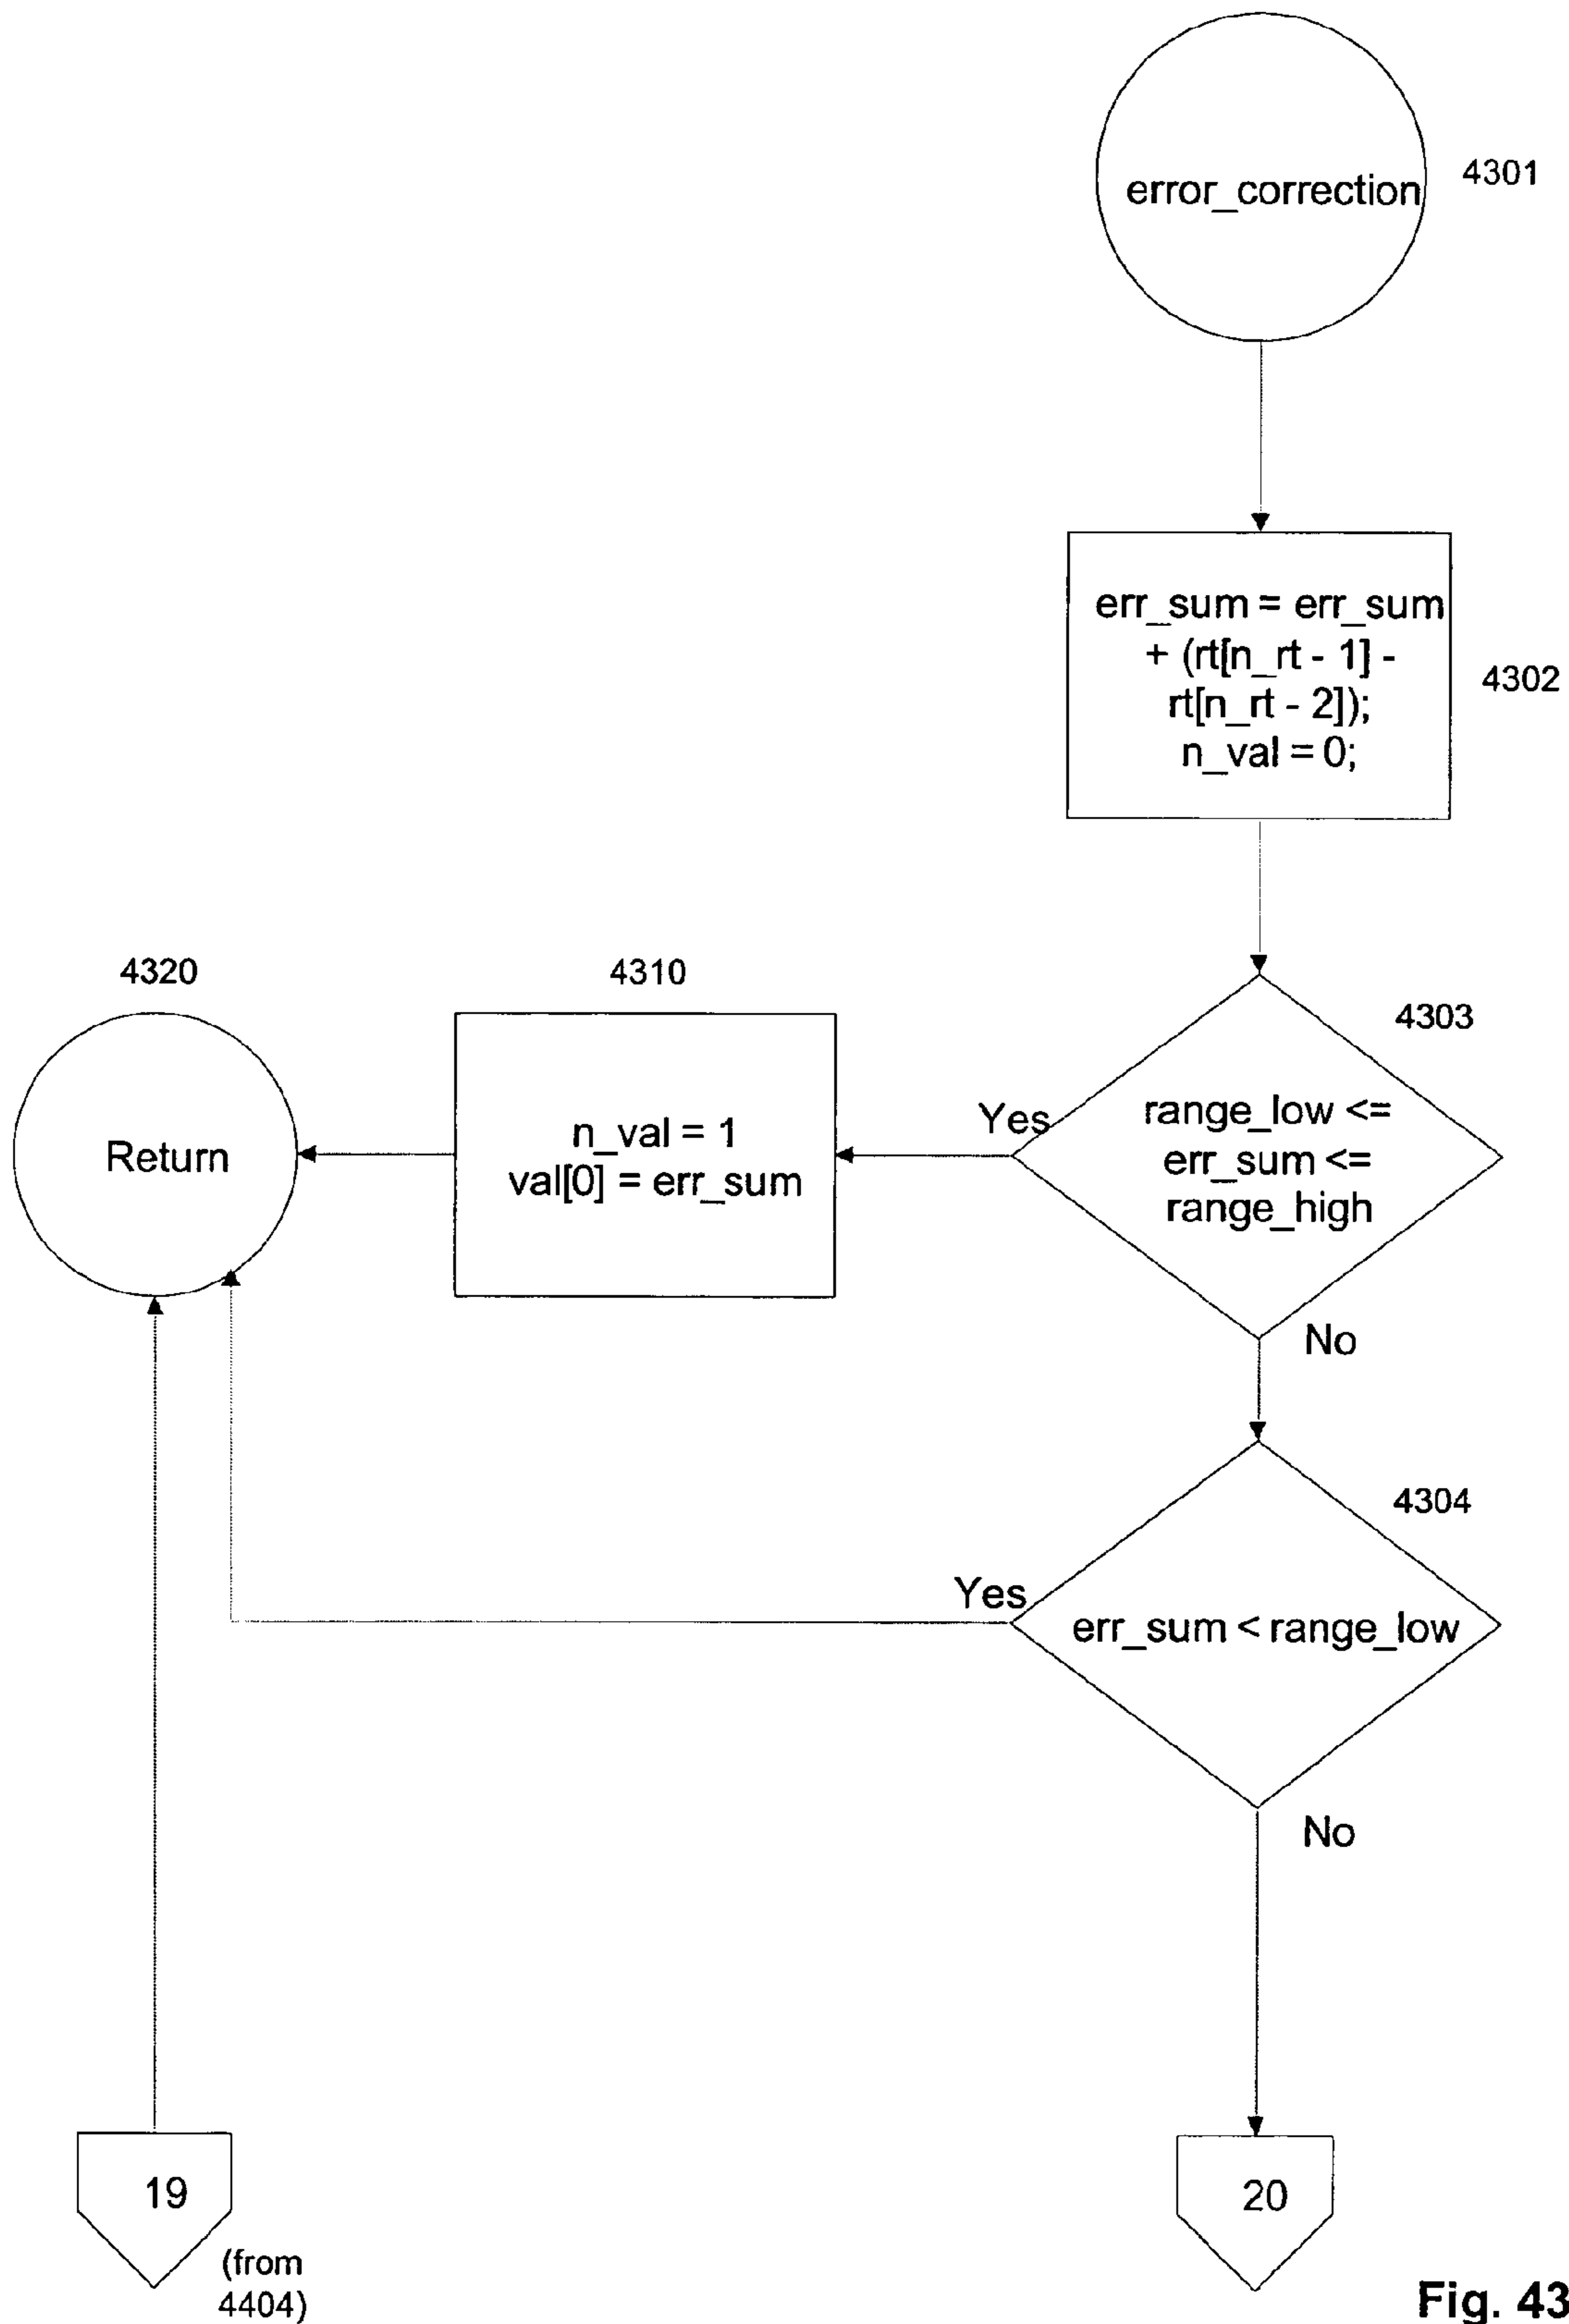 error_correction
4301
err_sum = err_sum
+ (rt[n_rt - 1] -
rt[n_rt - 2]);
n_val = 0;
4302
4320
4310
4303
Return
n_val = 1
val[0] = err_sum
Yes
range_low <=
err_sum <=
range_high
No
4304
Yes
err_sum < range_low
No
19
(from
4404)
20
Fig. 43